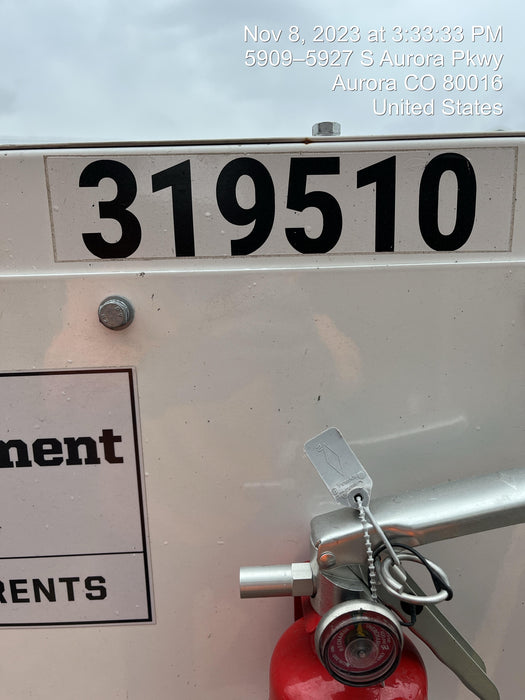 Nov 8, 2023 at 3:33:33 PM
5909–5927 S Aurora Pkwy
Aurora CO 80016
United States
319510
ment
RENTS